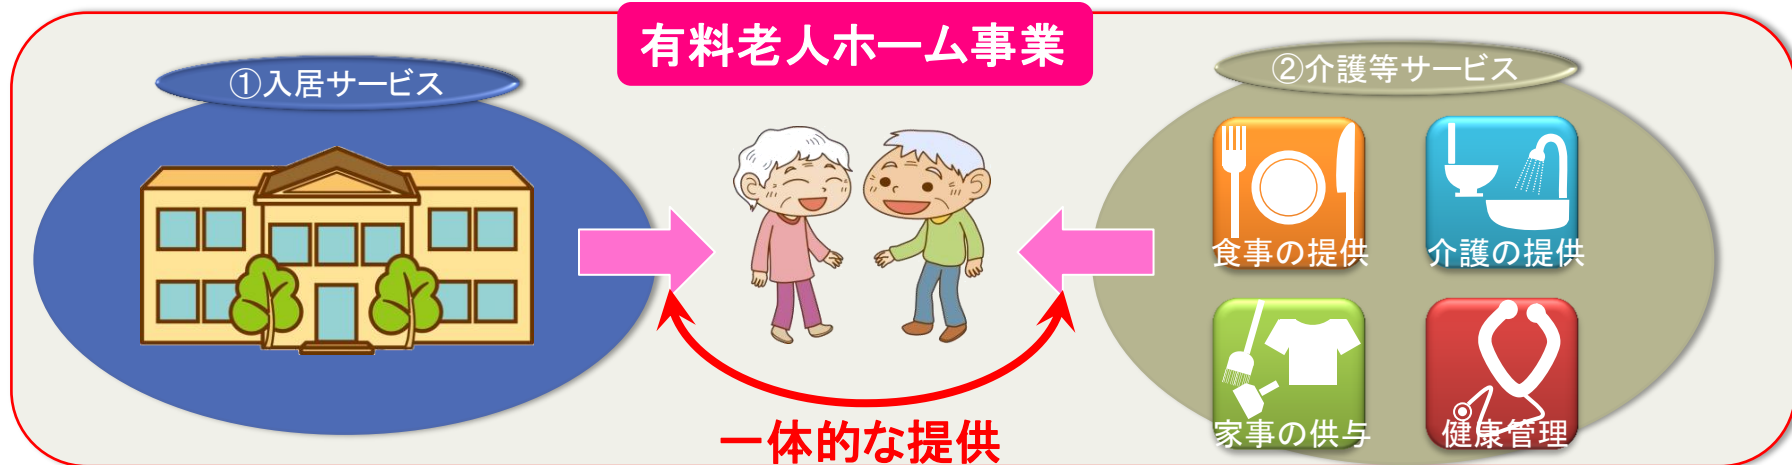 有料老人ホーム事業
①入居サービス
②介護等サービス
食事の提供
介護の提供
家事の供与
健康管理
一体的な提供